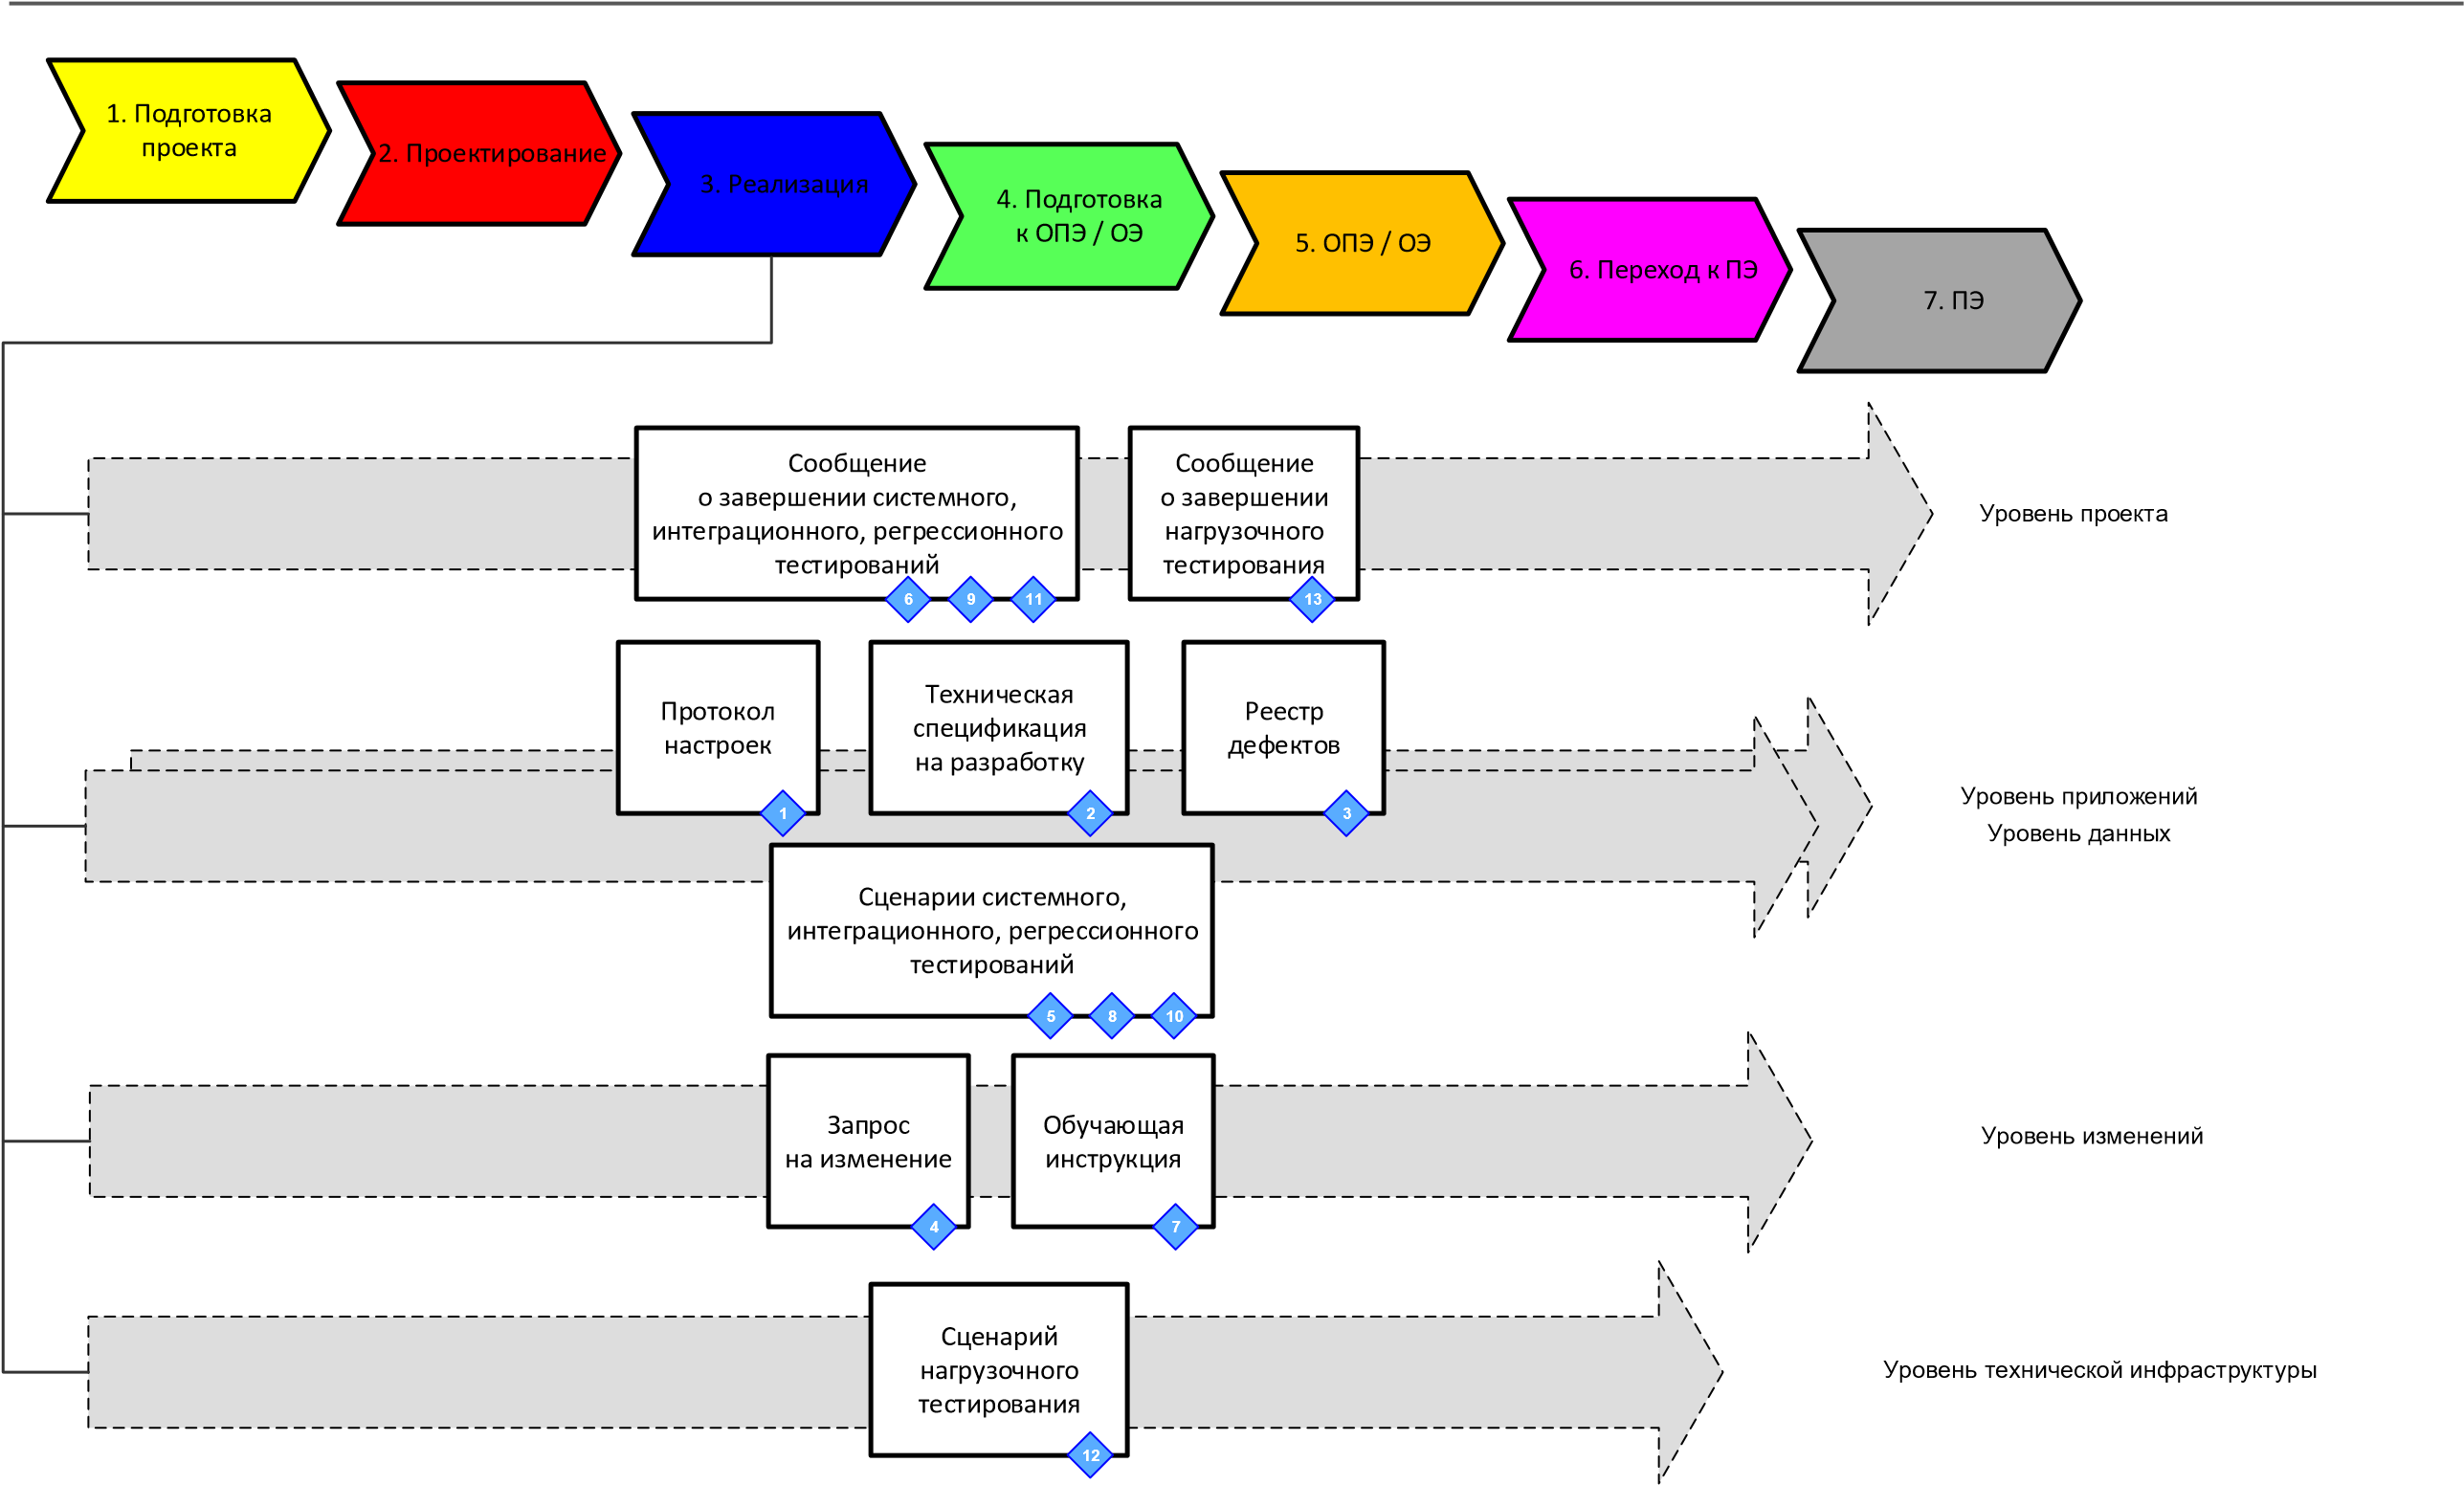 1. Подготовка
проекта
2. Проектирование
3. Реализация
4. Подготовка
к ОПЭ / ОЭ
5. ОПЭ / ОЭ
6. Переход к ПЭ
7. ПЭ
Сообщение
о завершении системного,
интеграционного, регрессионного
тестирований
6
9
11
Сообщение
о завершении
нагрузочного
тестирования
13
Уровень проекта
Протокол
настроек
1
Техническая
спецификация
на разработку
2
Реестр
дефектов
3
Уровень приложений
Уровень данных
Сценарии системного,
интеграционного, регрессионного
тестирований
5
8
10
Запрос
на изменение
4
Обучающая
инструкция
7
Уровень изменений
Сценарий
нагрузочного
тестирования
12
Уровень технической инфраструктуры